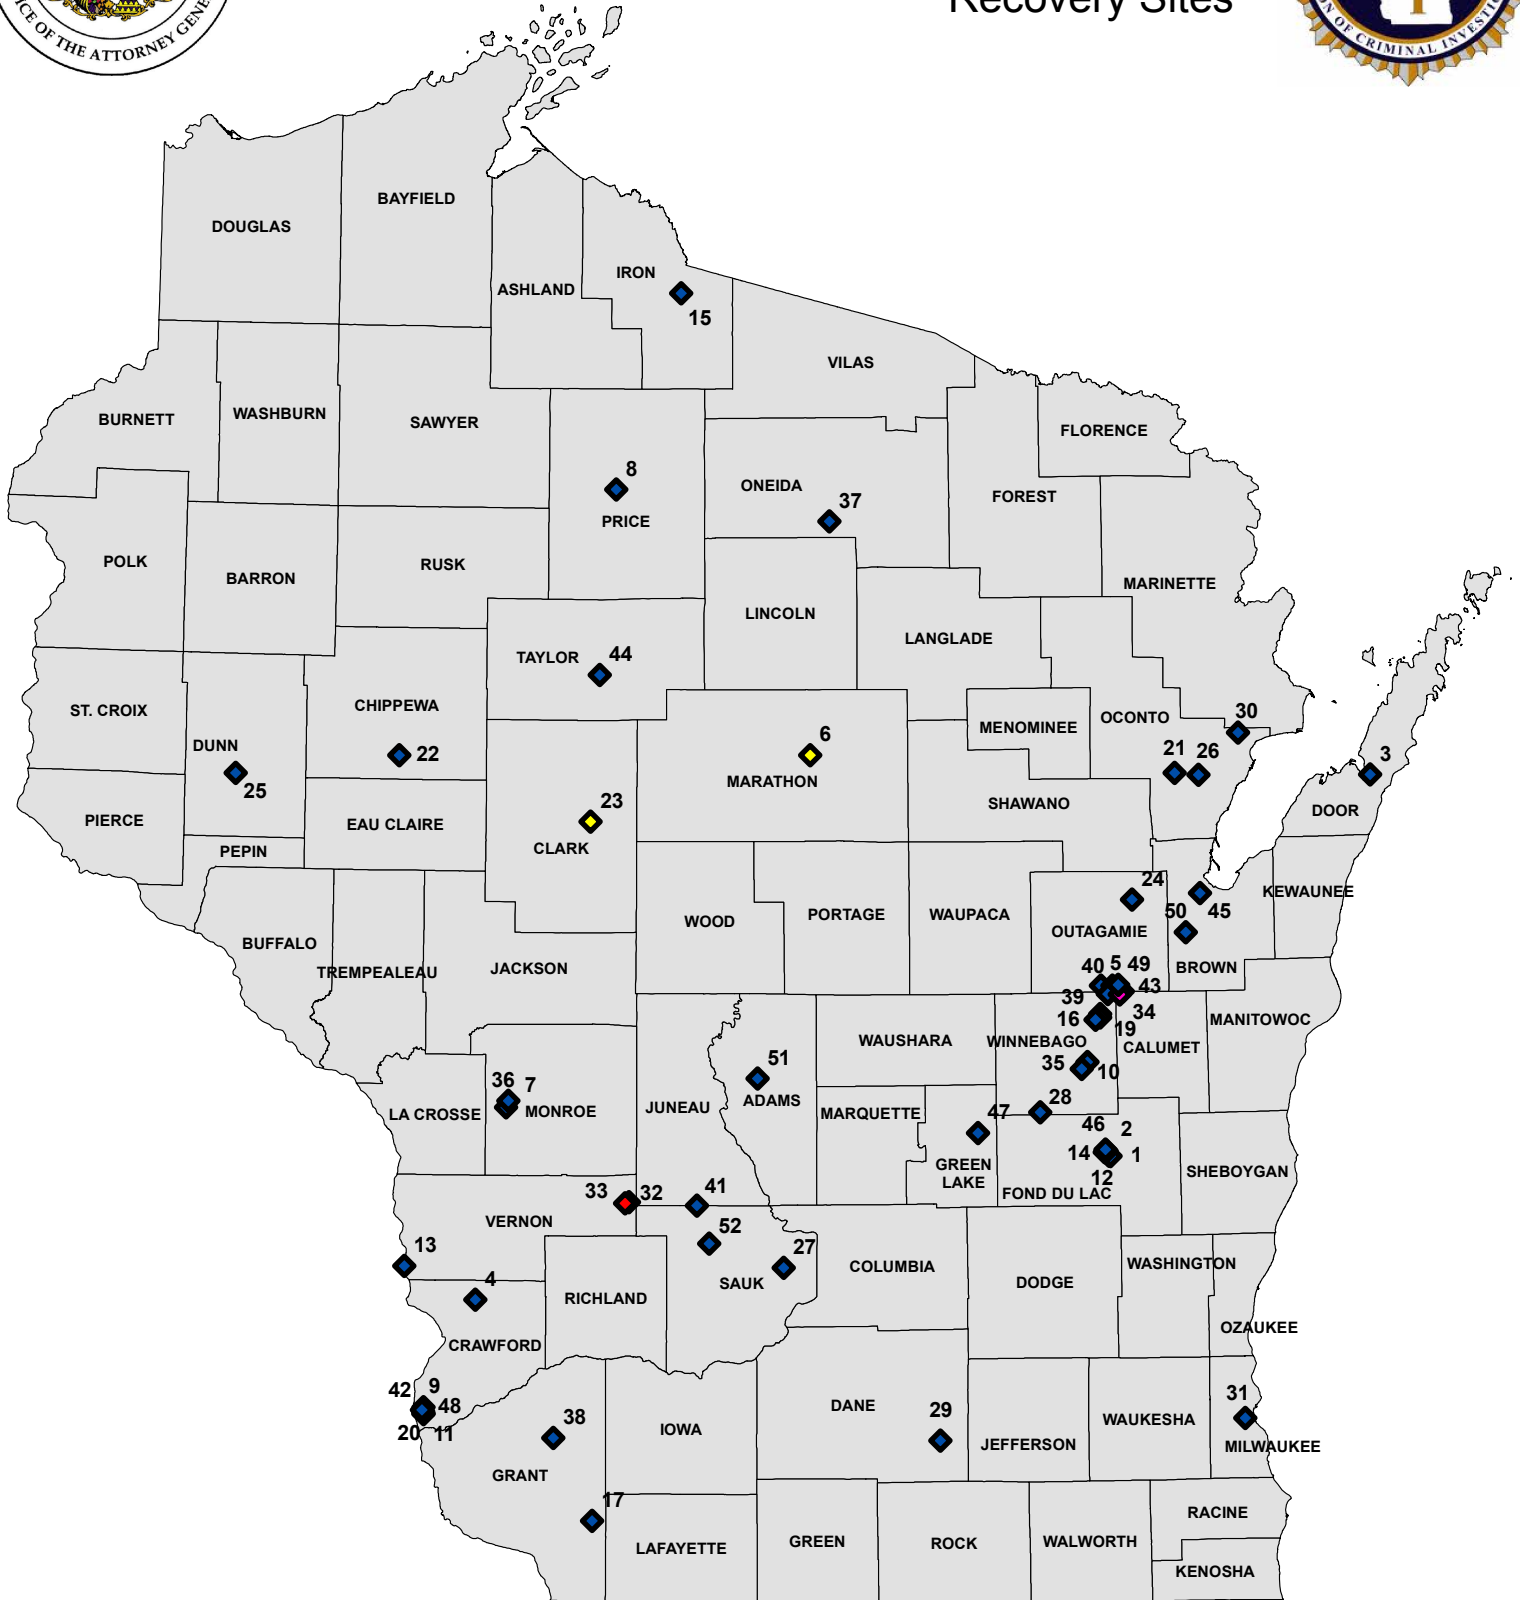 Recovery Sites
ICE OF THE ATTORNEY GENE
ON OF CRIMINAL INVESTIG
BAYFIELD
DOUGLAS
IRON
ASHLAND
15
VILAS
BURNETT
WASHBURN
SAWYER
FLORENCE
8
ONEIDA
37
FOREST
PRICE
POLK
BARRON
RUSK
MARINETTE
LINCOLN
LANGLADE
TAYLOR
44
ST. CROIX
CHIPPEWA
MENOMINEE
OCONTO
30
DUNN
22
6
21
26
3
25
MARATHON
23
SHAWANO
DOOR
PIERCE
EAU CLAIRE
CLARK
PEPIN
24
KEWAUNEE
WOOD
PORTAGE
WAUPACA
50
45
OUTAGAMIE
BUFFALO
TREMPEALEAU
JACKSON
40
5
49
BROWN
43
39
34
16
19
MANITOWOC
WAUSHARA
WINNEBAGO
CALUMET
51
35
10
36
7
ADAMS
28
LA CROSSE
MONROE
JUNEAU
MARQUETTE
47
46
2
14
1
GREEN
LAKE
12
SHEBOYGAN
33
32
41
FOND DU LAC
VERNON
52
13
27
4
SAUK
COLUMBIA
WASHINGTON
DODGE
RICHLAND
OZAUKEE
CRAWFORD
42
9
48
20
11
38
IOWA
DANE
29
31
WAUKESHA
JEFFERSON
MILWAUKEE
GRANT
17
RACINE
LAFAYETTE
GREEN
ROCK
WALWORTH
KENOSHA